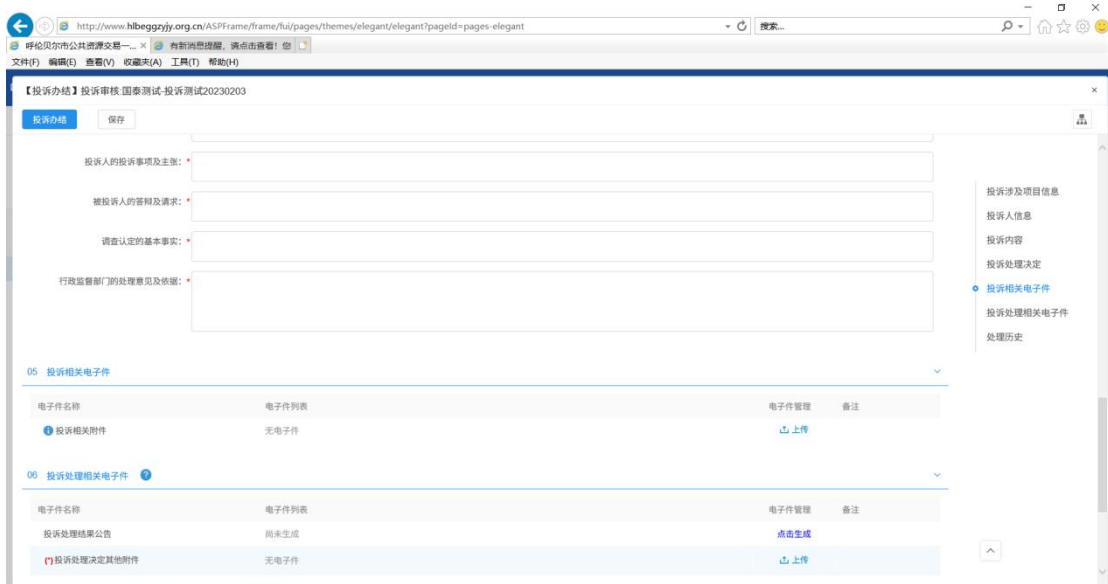 http://www.hlbeggzyjy.org.cn/ASPFrame/frame/fui/pages/themes/elegant/elegant?pageId=pages-elegant
搜索...
呼伦贝尔市公共资源交易一...
有新消息提醒，请点击查看！您
文件(F) 编辑(E) 查看(V) 收藏夹(A) 工具(T) 帮助(H)
【投诉办结】投诉审核:国泰测试-投诉测试20230203
投诉办结 保存
投诉人的投诉事项及主张：*
被投诉人的答辩及请求：*
调查认定的基本事实：*
行政监督部门的处理意见及依据：*
投诉涉及项目信息
投诉人信息
投诉内容
投诉处理决定
投诉相关电子件
投诉处理相关电子件
处理历史
05 投诉相关电子件
电子件名称 电子件列表 电子件管理 备注
投诉相关附件 无电子件 上传
06 投诉处理相关电子件
电子件名称 电子件列表 电子件管理 备注
投诉处理结果公告 尚未生成 点击生成
(*)投诉处理决定其他附件 无电子件 上传